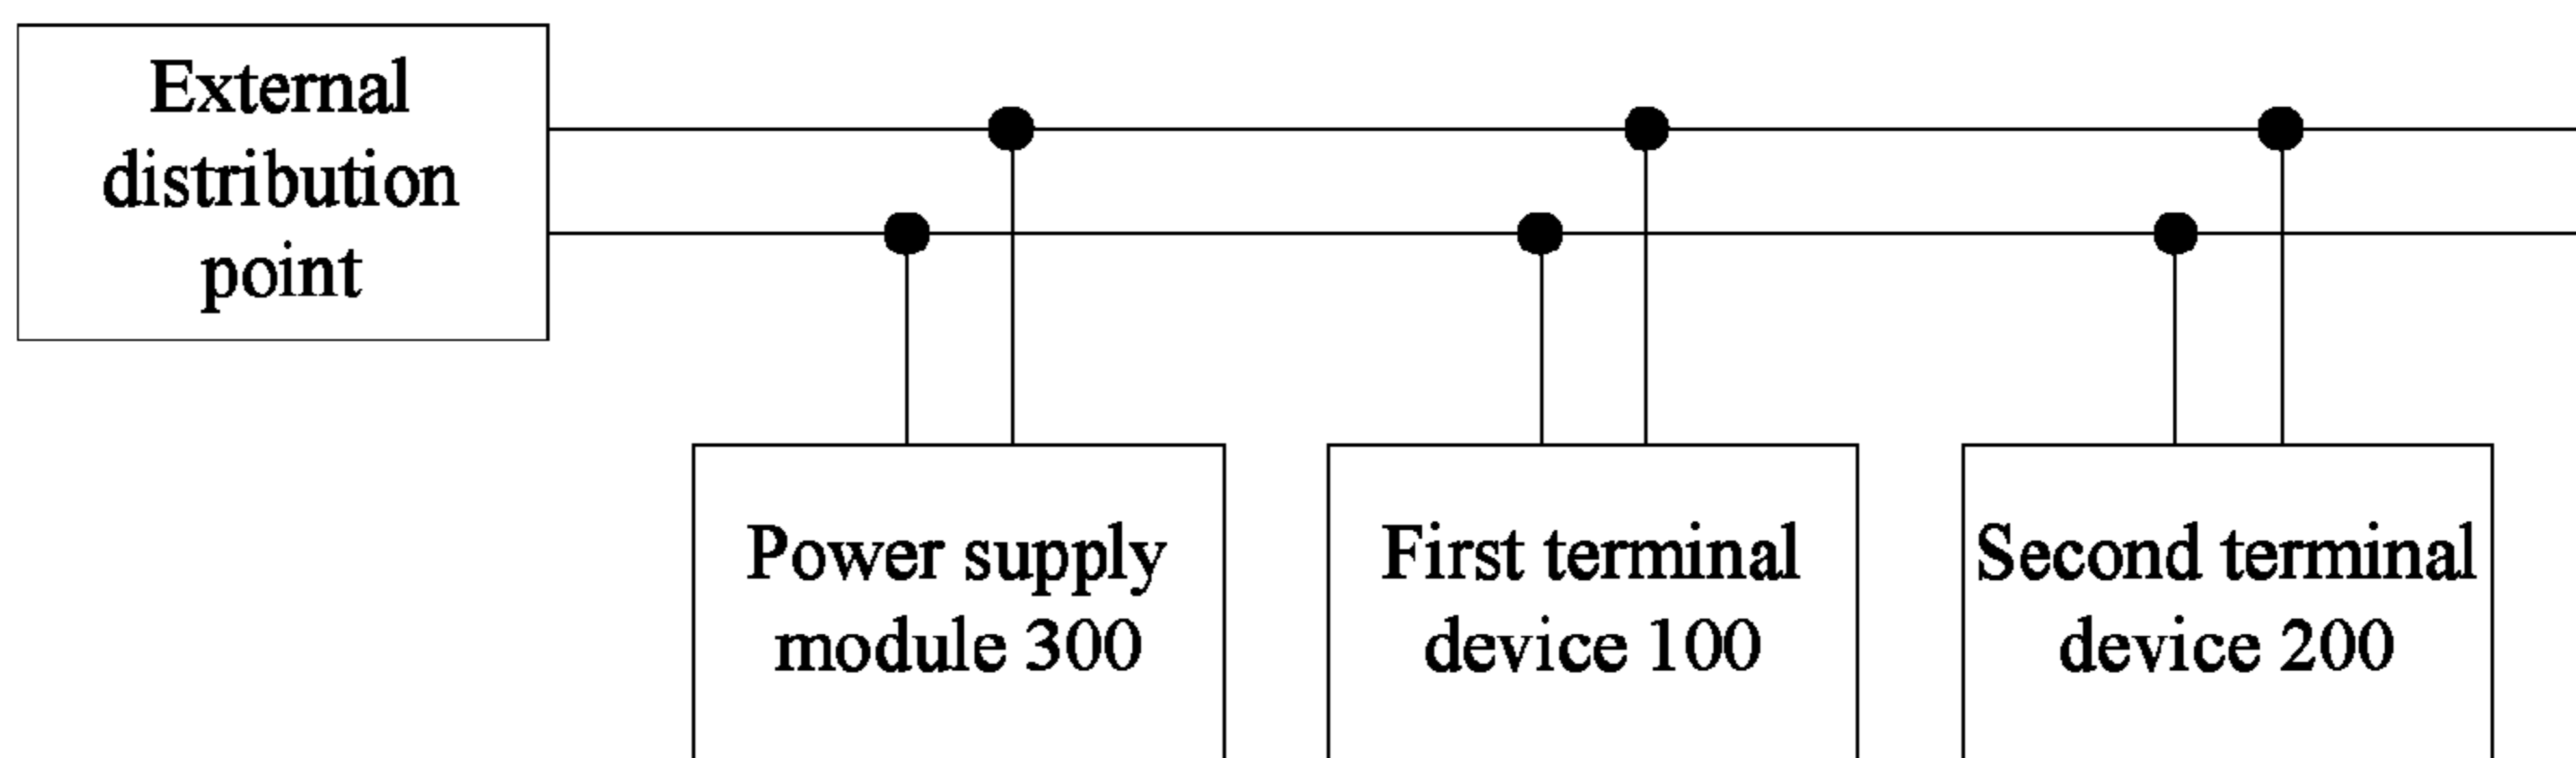 External
distribution
point
Power supply
module 300
First terminal
device 100
Second terminal
device 200